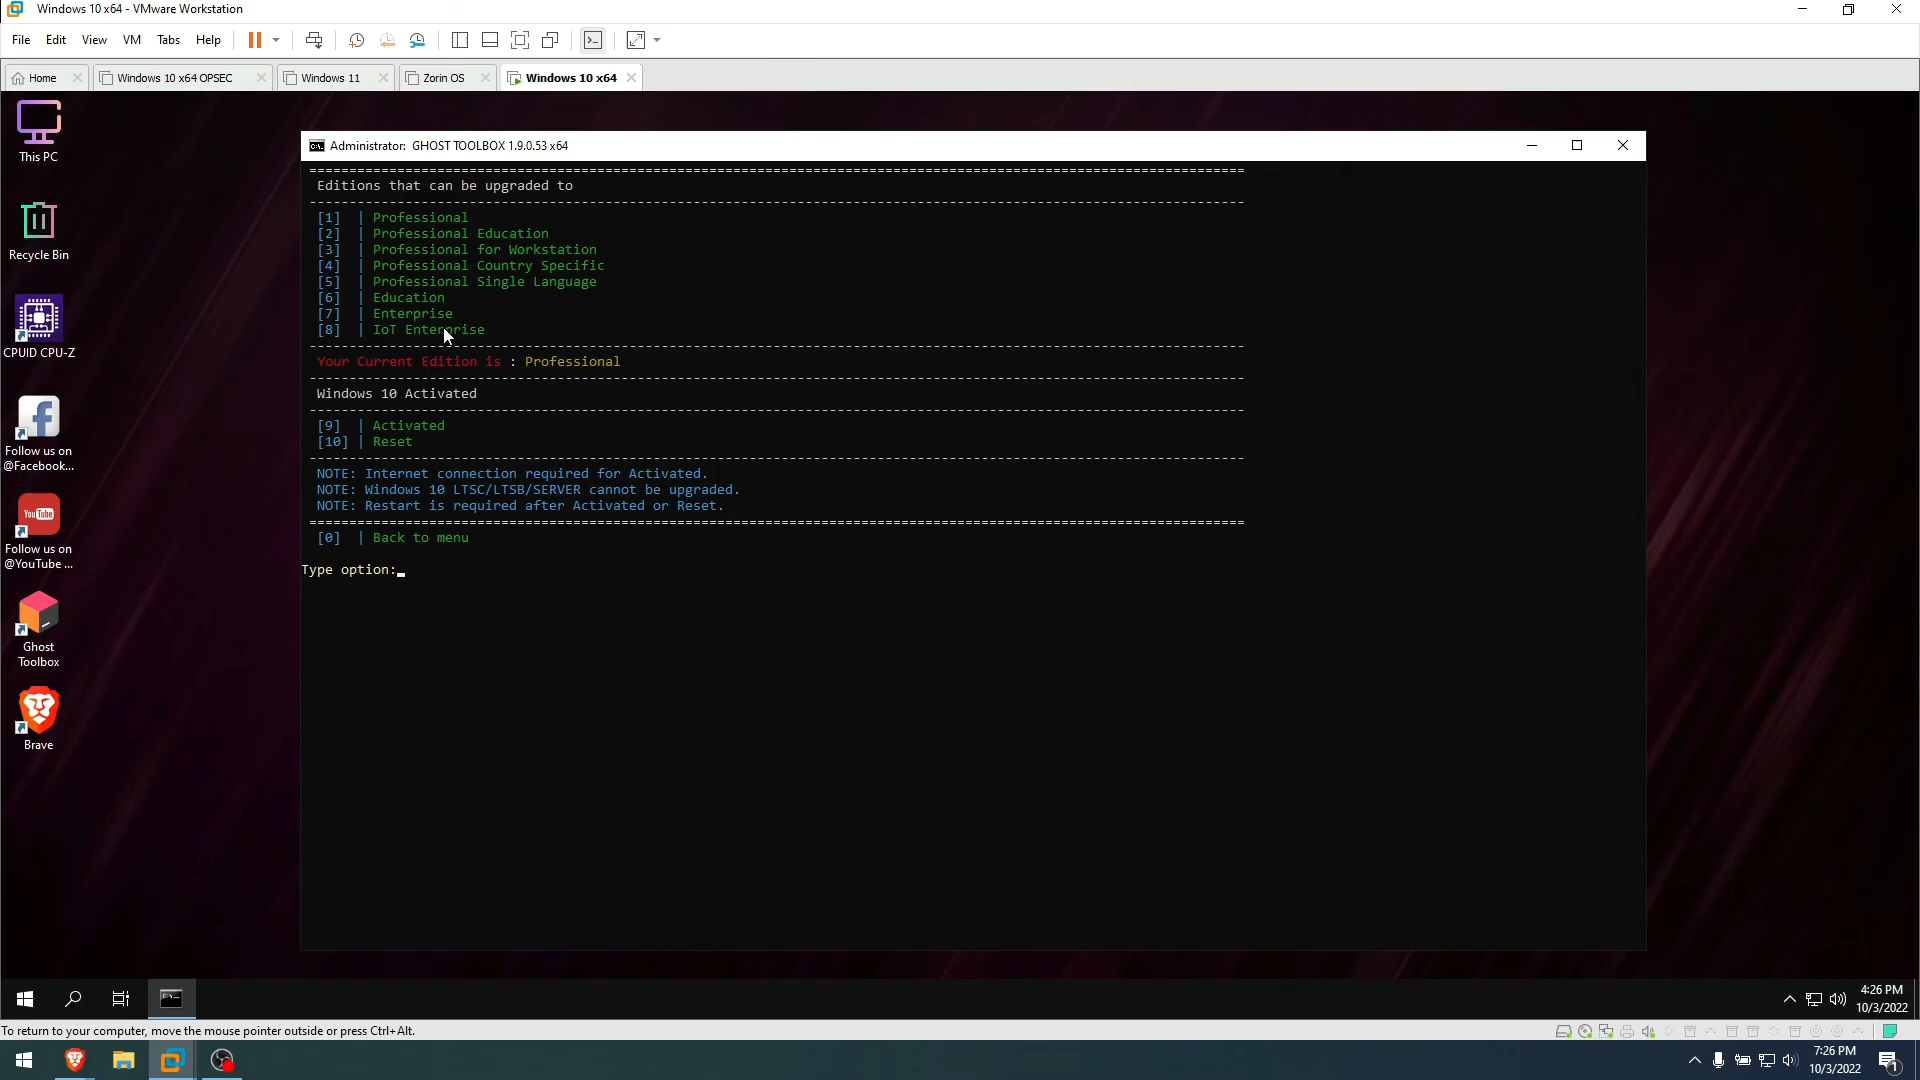 Windows 10 x64 - VMware Workstation
File Edit View VM Tabs Help
Home Windows 10 x64 OPSEC Windows 11 Zorin OS Windows 10 x64
This PC
Recycle Bin
CPUID CPU-Z
Follow us on
@Facebook...
You Tube
Follow us on
@YouTube ...
Ghost
Toolbox
Brave
Administrator: GHOST TOOLBOX 1.9.0.53 x64
================================================================================
Editions that can be upgraded to
--------------------------------------------------------------------------------
[1] | Professional
[2] | Professional Education
[3] | Professional for Workstation
[4] | Professional Country Specific
[5] | Professional Single Language
[6] | Education
[7] | Enterprise
[8] | IoT Enterprise
--------------------------------------------------------------------------------
Your Current Edition is : Professional
--------------------------------------------------------------------------------
Windows 10 Activated
--------------------------------------------------------------------------------
[9] | Activated
[10] | Reset
--------------------------------------------------------------------------------
NOTE: Internet connection required for Activated.
NOTE: Windows 10 LTSC/LTSB/SERVER cannot be upgraded.
NOTE: Restart is required after Activated or Reset.
================================================================================
[0] | Back to menu
Type option:_
4:26 PM
10/3/2022
To return to your computer, move the mouse pointer outside or press Ctrl+Alt.
7:26 PM
10/3/2022
1